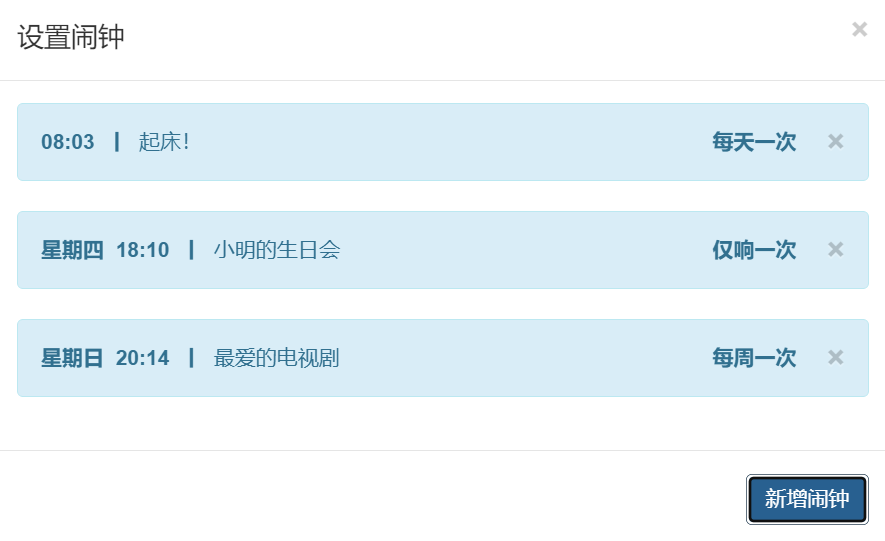 设置闹钟 ×
08:03 | 起床! 每天一次 ×
星期四 18:10 | 小明的生日会 仅响一次 ×
星期日 20:14 | 最爱的电视剧 每周一次 ×
新增闹钟